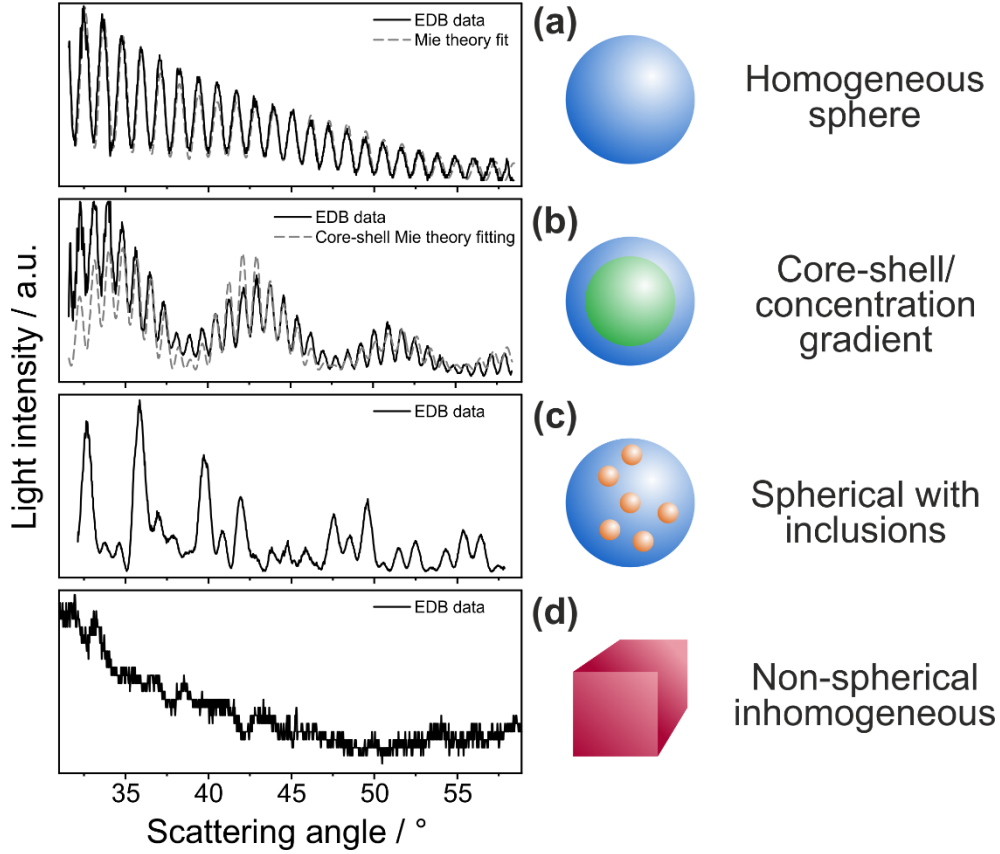 EDB data
Mie theory fit
(a)
Homogeneous
sphere
EDB data
Core-shell Mie theory fitting
(b)
Core-shell/
concentration
gradient
Light intensity / a.u.
EDB data
(c)
Spherical with
inclusions
EDB data
(d)
Non-spherical
inhomogeneous
35 40 45 50 55
Scattering angle / °